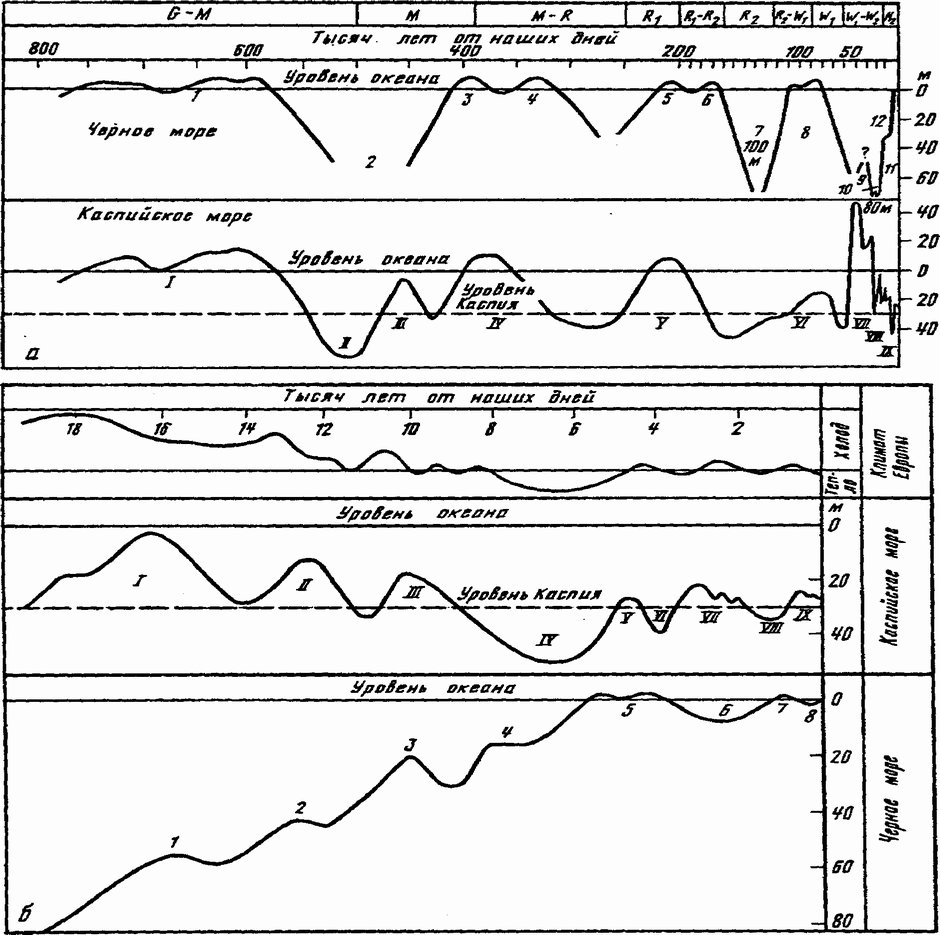 G-M M M-R R₁ R₁-R₂ R₂ R₂-W₁ W₁ W₁-W₂
Тысяч лет от наших дней
800 600 400 200 100 50
Уровень океана м
1 3 4 5 6 0
Черное море 12 20
2 7 8 ? 40
100 9 11
м 10 60
80м
Каспийское море 40
20
Уровень океана 0
I Уровень
Каспия 20
II III IV V VI VII 40
а VIII IX
Тысяч лет от наших дней
18 16 14 12 10 8 6 4 2
Холод
Теп-
ло
Климат
Европы
Уровень океана м
0
I II III Уровень Каспия 20
IV V VI VII VIII IX 40
Каспийское море
Уровень океана 0
5 6 7 8
3 4 20
2 40
1 60
б 80
Черное море